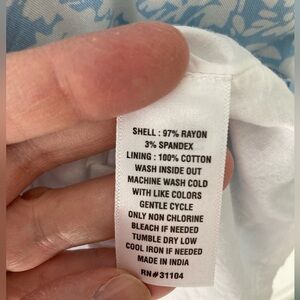 SHELL : 97% RAYON
3% SPANDEX
LINING : 100% COTTON
WASH INSIDE OUT
MACHINE WASH COLD
WITH LIKE COLORS
GENTLE CYCLE
ONLY NON CHLORINE
BLEACH IF NEEDED
TUMBLE DRY LOW
COOL IRON IF NEEDED
MADE IN INDIA
RN#31104